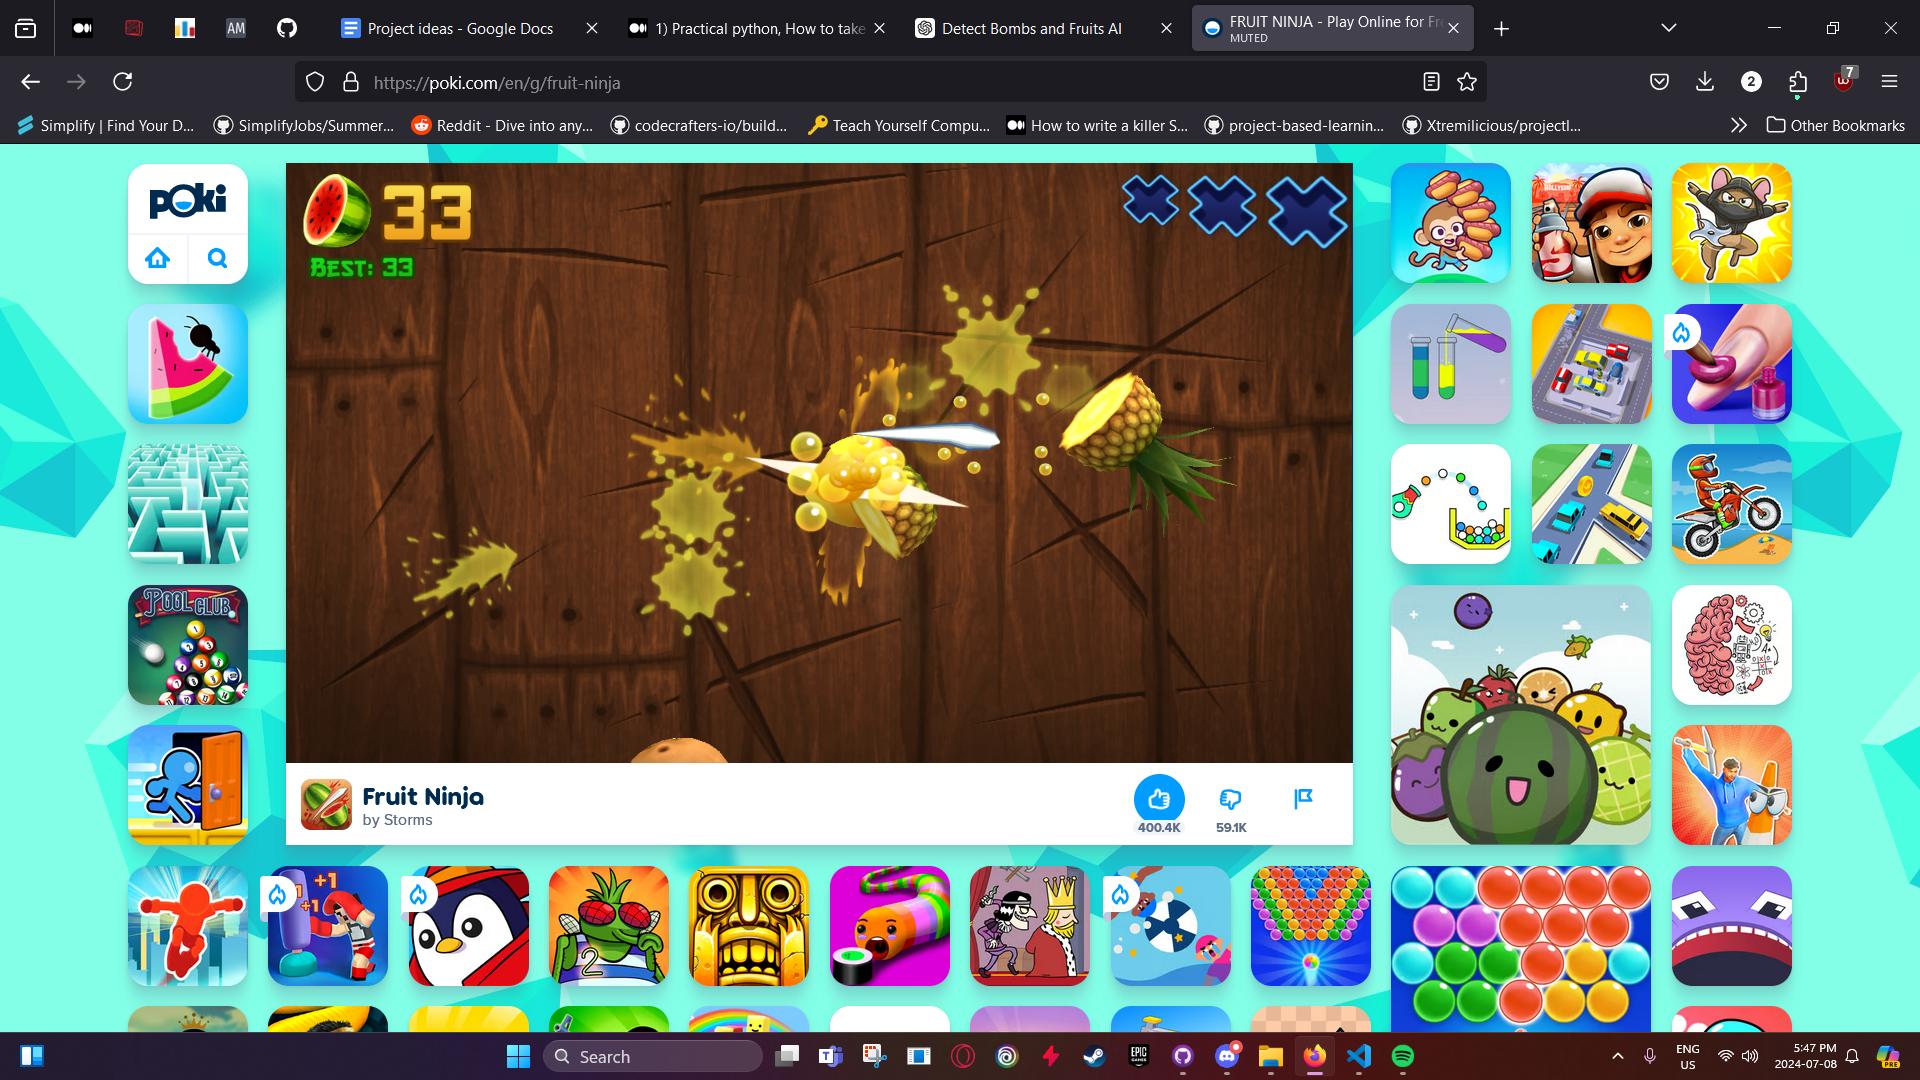 Project ideas - Google Docs
1) Practical python, How to take
Detect Bombs and Fruits AI
FRUIT NINJA - Play Online for Fr
MUTED
AM
https://poki.com/en/g/fruit-ninja
2
7
Simplify | Find Your D...
SimplifyJobs/Summer...
Reddit - Dive into any...
codecrafters-io/build...
Teach Yourself Compu...
How to write a killer S...
project-based-learnin...
Xtremilicious/projectl...
Other Bookmarks
poki
33
BEST: 33
POOL CLUB
Fruit Ninja
by Storms
400.4K
59.1K
+1
+1
2
Search
EPIC
GAMES
ENG
US
5:47 PM
2024-07-08
PRE